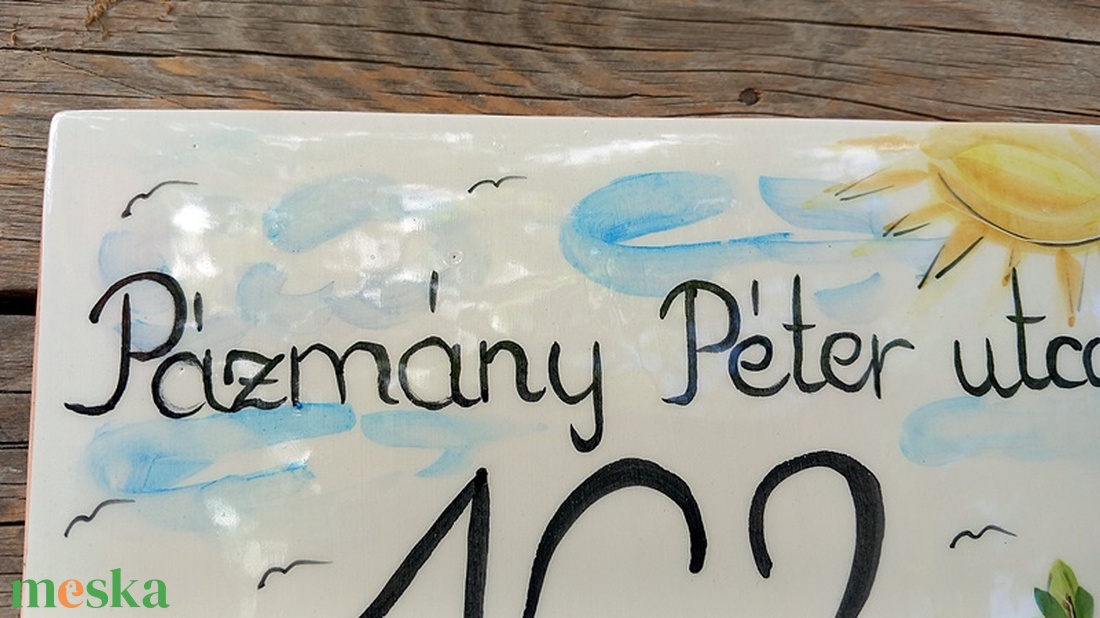 Pázmány Péter utca
meska